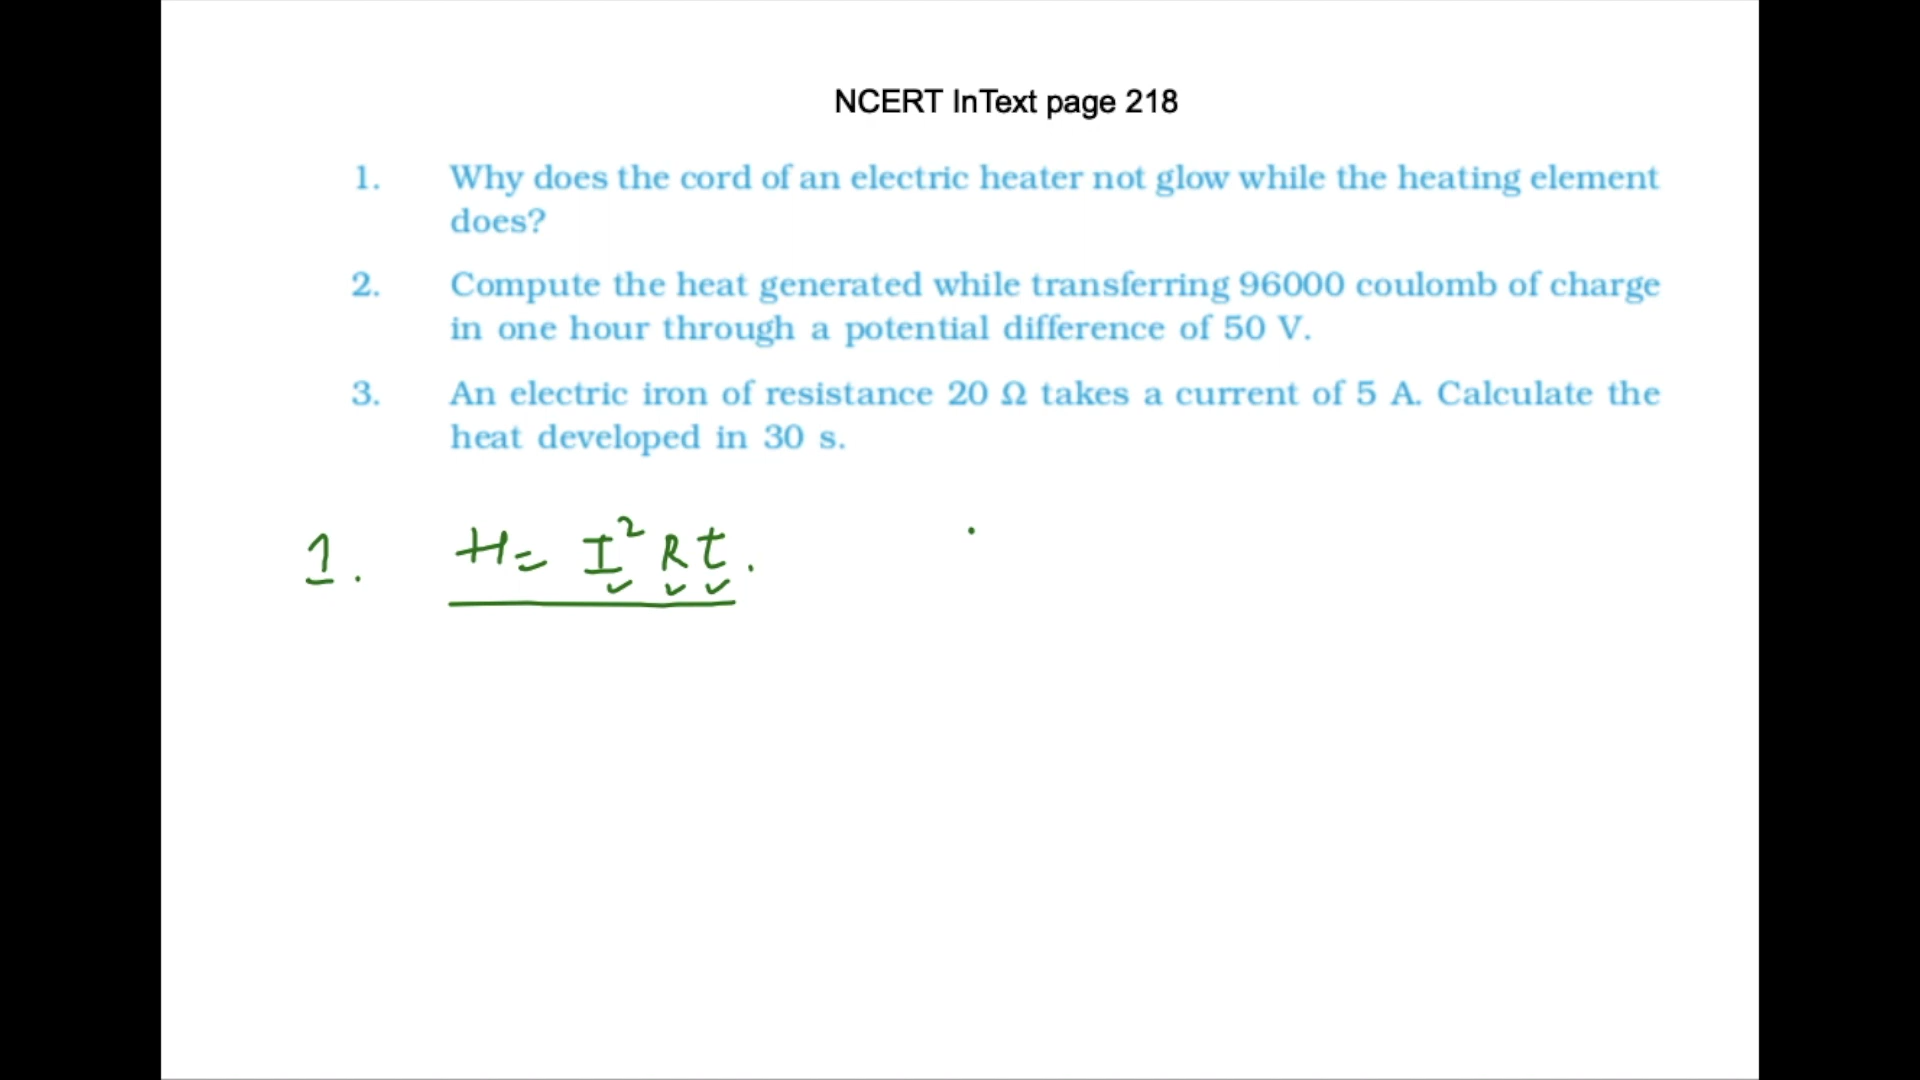 NCERT InText page 218
1. Why does the cord of an electric heater not glow while the heating element
does?
2. Compute the heat generated while transferring 96000 coulomb of charge
in one hour through a potential difference of 50 V.
3. An electric iron of resistance 20 Ω takes a current of 5 A. Calculate the
heat developed in 30 s.
1. H = I² R t.